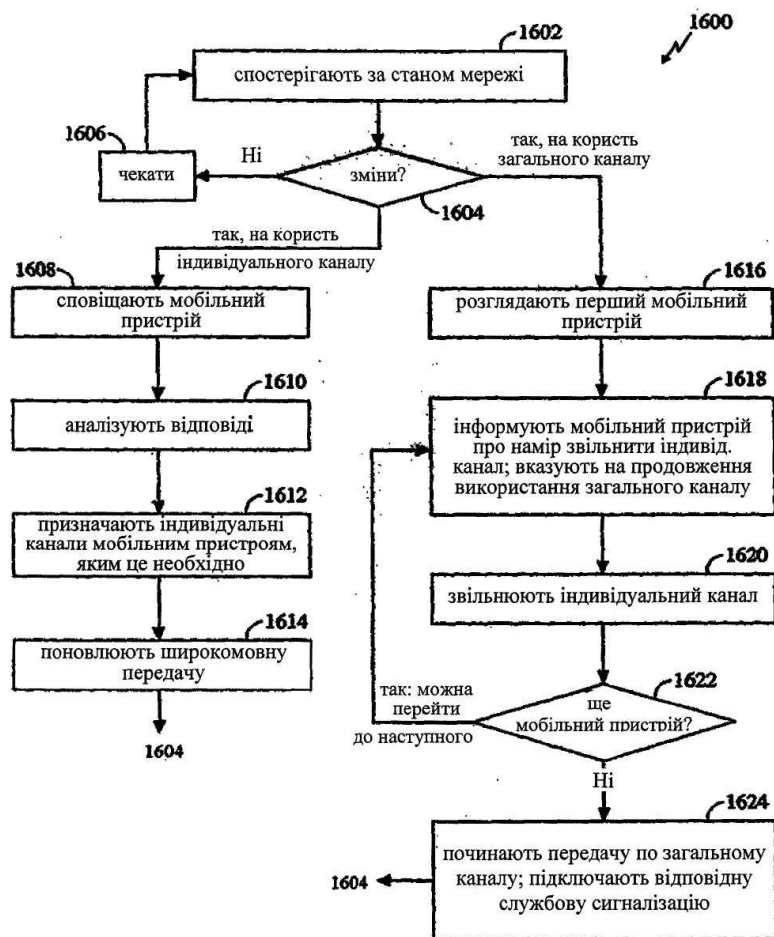 1602
1600
спостерігають за станом мережі
1606
чекати
Ні
зміни?
1604
так, на користь
загального каналу
так, на користь
індивідуального каналу
1608
сповіщають мобільний
пристрій
1610
аналізують відповіді
1612
призначають індивідуальні
канали мобільним пристроям,
яким це необхідно
1614
поновлюють широкомовну
передачу
1604
1616
розглядають перший мобільний
пристрій
1618
інформують мобільний пристрій
про намір звільнити індивід.
канал; вказують на продовження
використання загального каналу
1620
звільнюють індивідуальний канал
1622
ще
мобільний пристрій?
так: можна
перейти
до наступного
Ні
1624
починають передачу по загальному
каналу; підключають відповідну
службову сигналізацію
1604